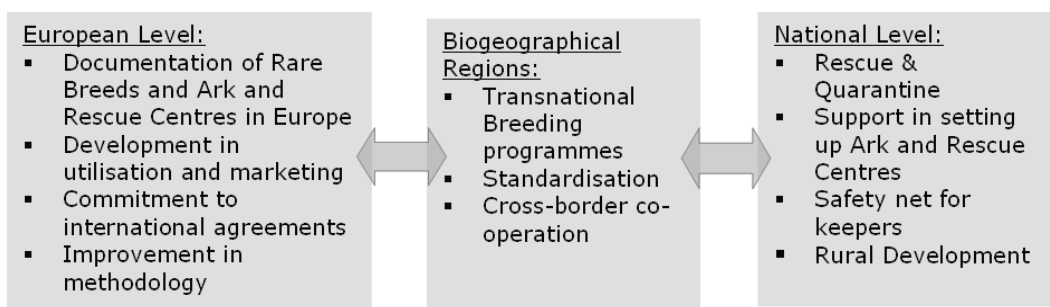 European Level:
▪ Documentation of Rare
Breeds and Ark and
Rescue Centres in Europe
▪ Development in
utilisation and marketing
▪ Commitment to
international agreements
▪ Improvement in
methodology
Biogeographical
Regions:
▪ Transnational
Breeding
programmes
▪ Standardisation
▪ Cross-border co-
operation
National Level:
▪ Rescue &
Quarantine
▪ Support in setting
up Ark and Rescue
Centres
▪ Safety net for
keepers
▪ Rural Development